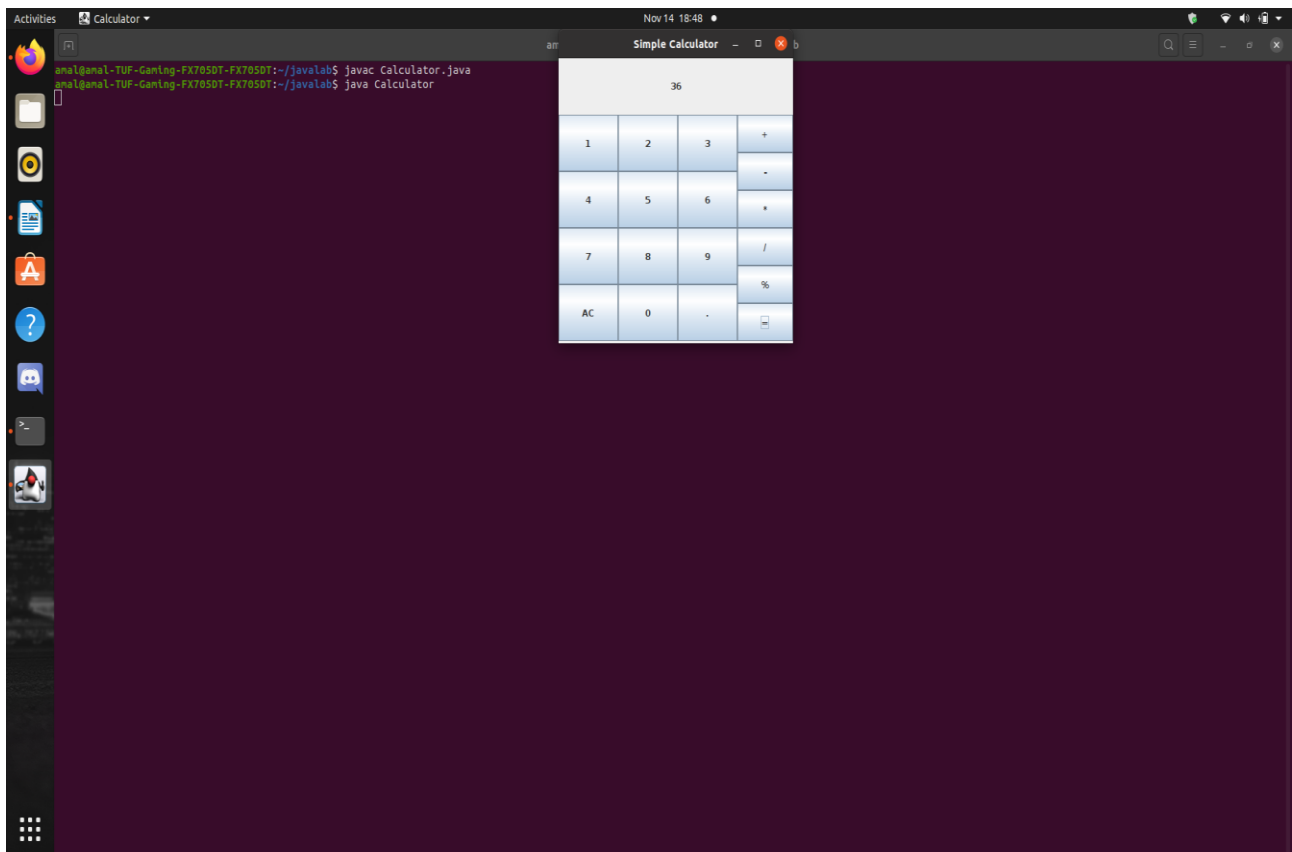 Activities Calculator Nov 14 18:48
Simple Calculator
amal@amal-TUF-Gaming-FX705DT-FX705DT:~/javalab$ javac Calculator.java
amal@amal-TUF-Gaming-FX705DT-FX705DT:~/javalab$ java Calculator
36
1 2 3 +
-
4 5 6 *
7 8 9 /
%
AC 0 . =